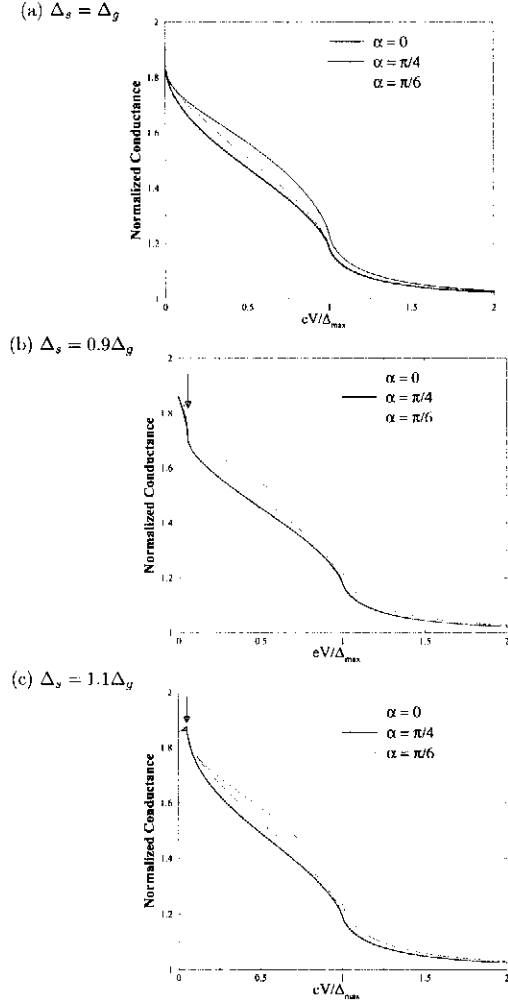 (a) Δs = Δg
α = 0
α = π/4
α = π/6
2
1.8
1.6
1.4
1.2
1
Normalized Conductance
0 0.5 1 1.5 2
eV/Δmax
(b) Δs = 0.9Δg
α = 0
α = π/4
α = π/6
2
1.8
1.6
1.4
1.2
1
Normalized Conductance
0 0.5 1 1.5 2
eV/Δmax
(c) Δs = 1.1Δg
α = 0
α = π/4
α = π/6
2
1.8
1.6
1.4
1.2
1
Normalized Conductance
0 0.5 1 1.5 2
eV/Δmax